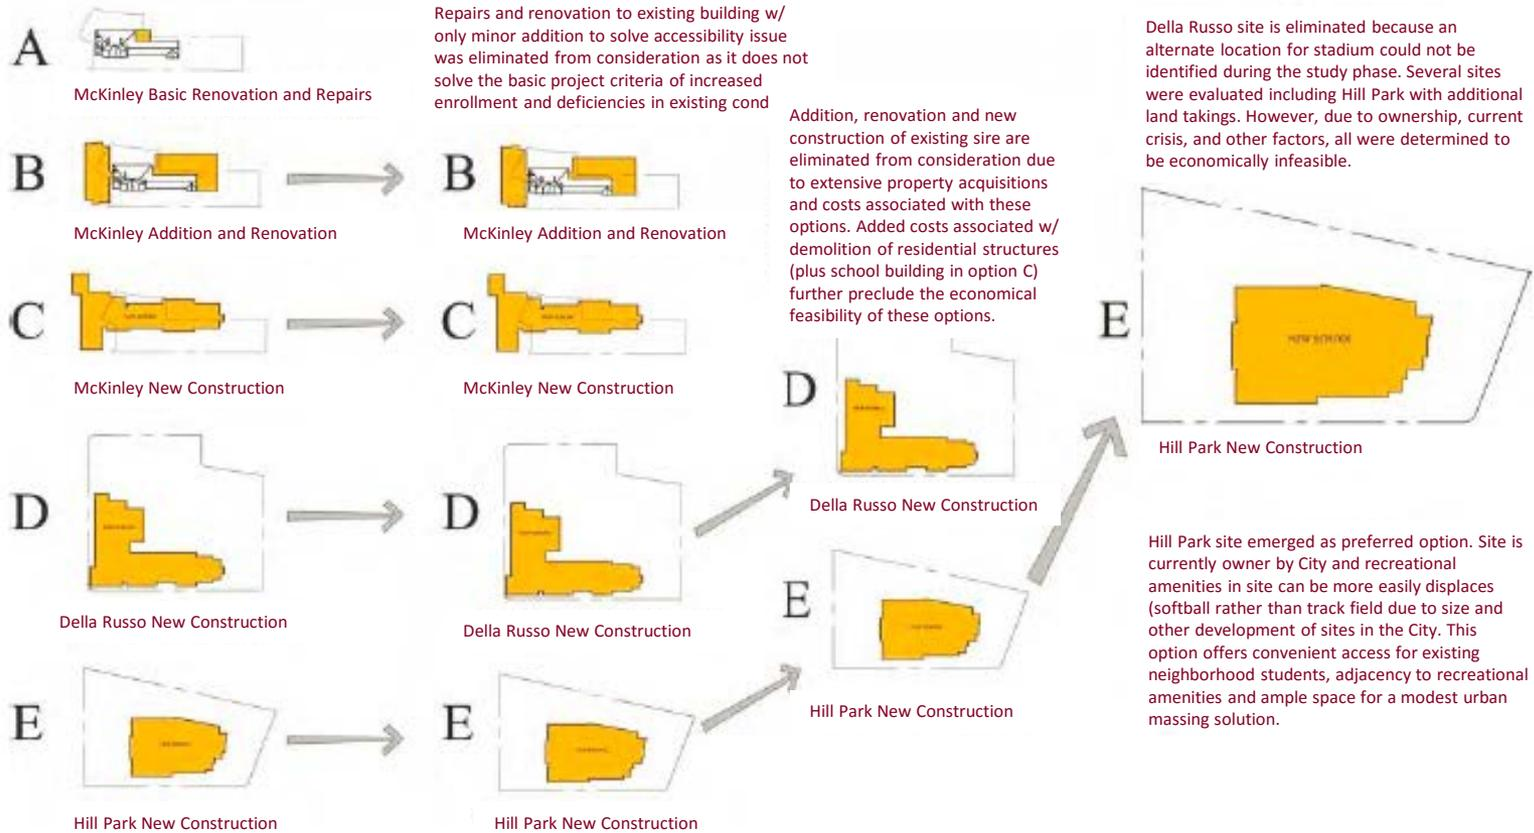 A
McKinley Basic Renovation and Repairs
B
McKinley Addition and Renovation
C
McKinley New Construction
D
Della Russo New Construction
E
Hill Park New Construction
Repairs and renovation to existing building w/
only minor addition to solve accessibility issue
was eliminated from consideration as it does not
solve the basic project criteria of increased
enrollment and deficiencies in existing cond
B
McKinley Addition and Renovation
C
McKinley New Construction
D
Della Russo New Construction
E
Hill Park New Construction
Addition, renovation and new
construction of existing sire are
eliminated from consideration due
to extensive property acquisitions
and costs associated with these
options. Added costs associated w/
demolition of residential structures
(plus school building in option C)
further preclude the economical
feasibility of these options.
D
Della Russo New Construction
E
Hill Park New Construction
Della Russo site is eliminated because an
alternate location for stadium could not be
identified during the study phase. Several sites
were evaluated including Hill Park with additional
land takings. However, due to ownership, current
crisis, and other factors, all were determined to
be economically infeasible.
E
NEW SCHOOL
Hill Park New Construction
Hill Park site emerged as preferred option. Site is
currently owner by City and recreational
amenities in site can be more easily displaces
(softball rather than track field due to size and
other development of sites in the City. This
option offers convenient access for existing
neighborhood students, adjacency to recreational
amenities and ample space for a modest urban
massing solution.